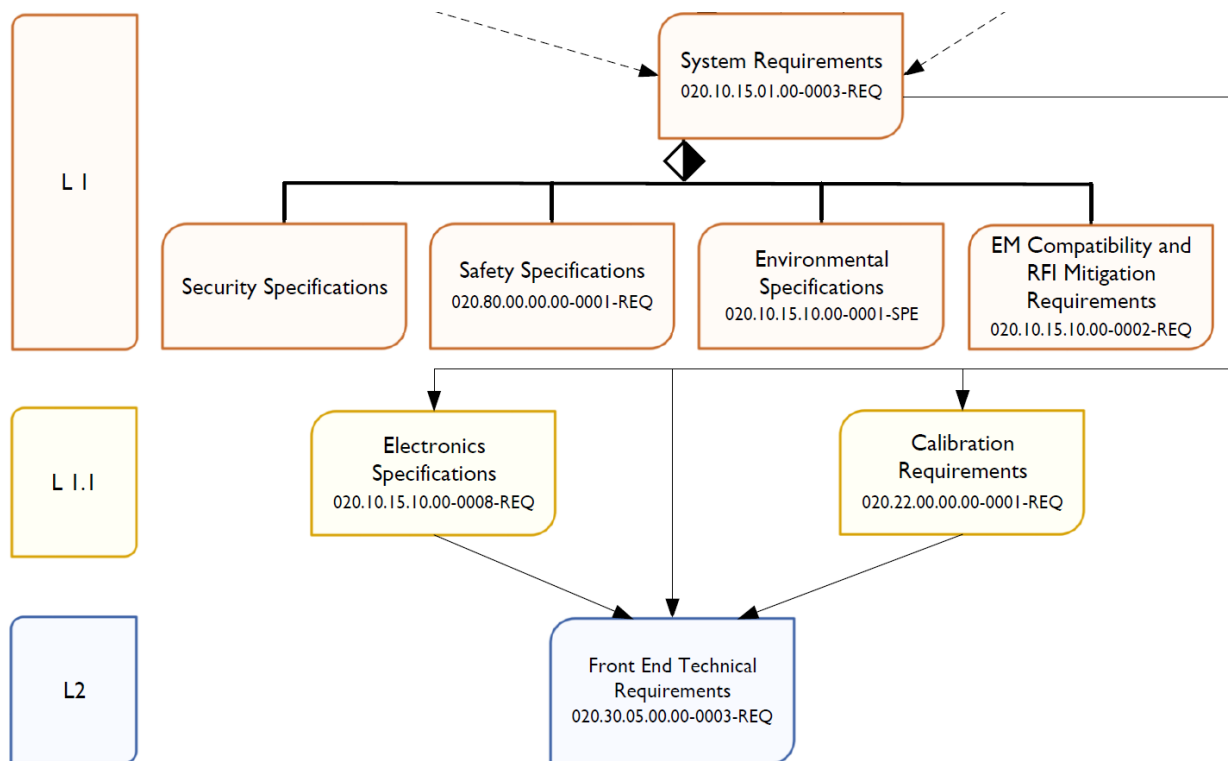 System Requirements
020.10.15.01.00-0003-REQ
L 1
Security Specifications
Safety Specifications
020.80.00.00.00-0001-REQ
Environmental
Specifications
020.10.15.10.00-0001-SPE
EM Compatibility and
RFI Mitigation
Requirements
020.10.15.10.00-0002-REQ
L 1.1
Electronics
Specifications
020.10.15.10.00-0008-REQ
Calibration
Requirements
020.22.00.00.00-0001-REQ
L2
Front End Technical
Requirements
020.30.05.00.00-0003-REQ